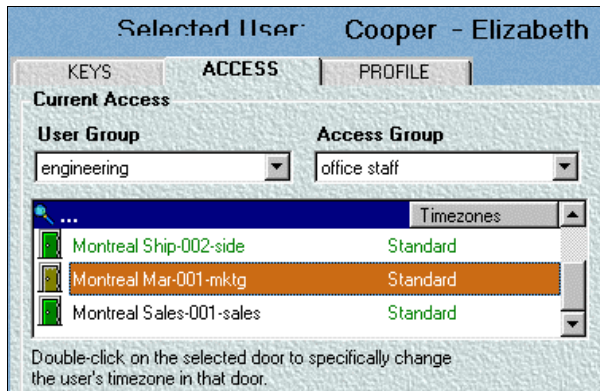 Selected User: Cooper - Elizabeth
KEYS ACCESS PROFILE
Current Access
User Group Access Group
engineering office staff
... Timezones
Montreal Ship-002-side Standard
Montreal Mar-001-mktg Standard
Montreal Sales-001-sales Standard
Double-click on the selected door to specifically change
the user's timezone in that door.